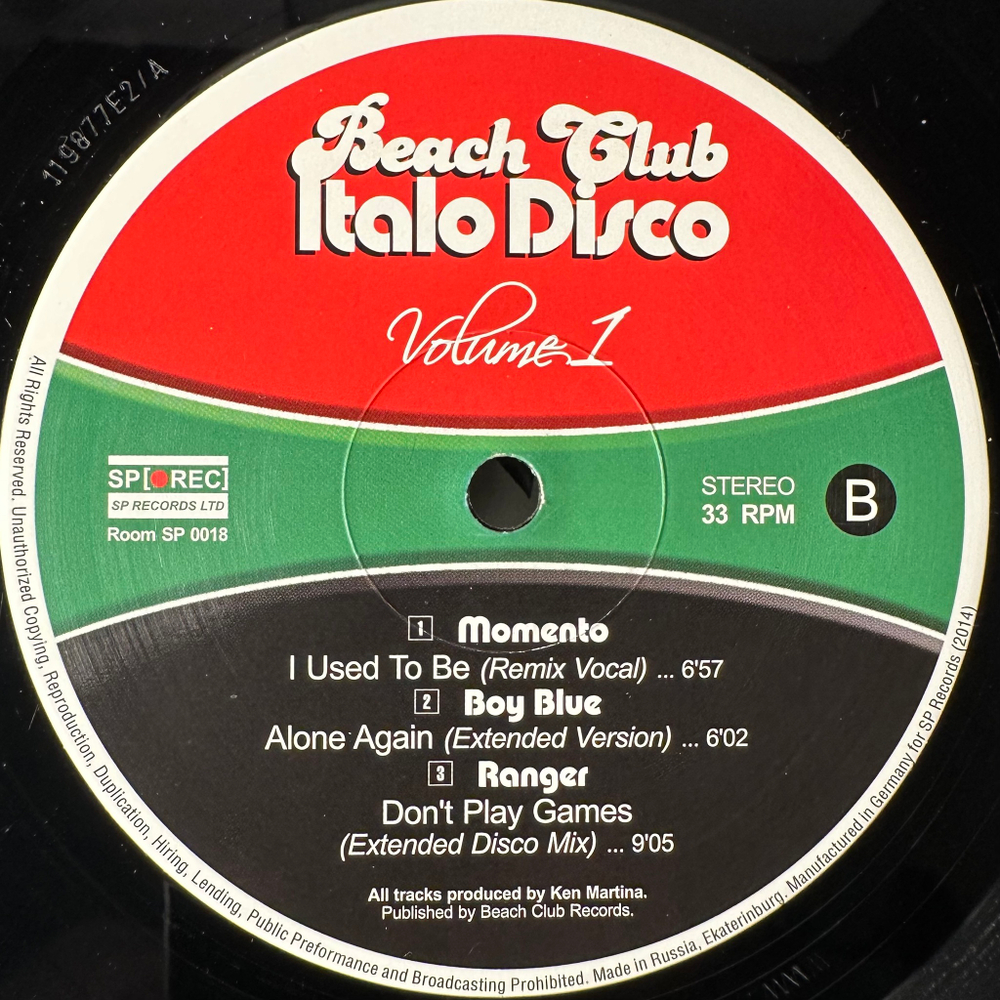 119877E2/A
Beach Club
Italo Disco
Volume 1
SP[●REC]
SP RECORDS LTD
Room SP 0018
STEREO
33 RPM
B
1 Momento
I Used To Be (Remix Vocal) ... 6'57
2 Boy Blue
Alone Again (Extended Version) ... 6'02
3 Ranger
Don't Play Games
(Extended Disco Mix) ... 9'05
All tracks produced by Ken Martina.
Published by Beach Club Records.
All Rights Reserved. Unauthorized Copying, Reproduction, Duplication, Hiring, Lending, Public Preformance and Broadcasting Prohibited. Made in Russia, Ekaterinburg. Manufactured in Germany for SP Records (2014)